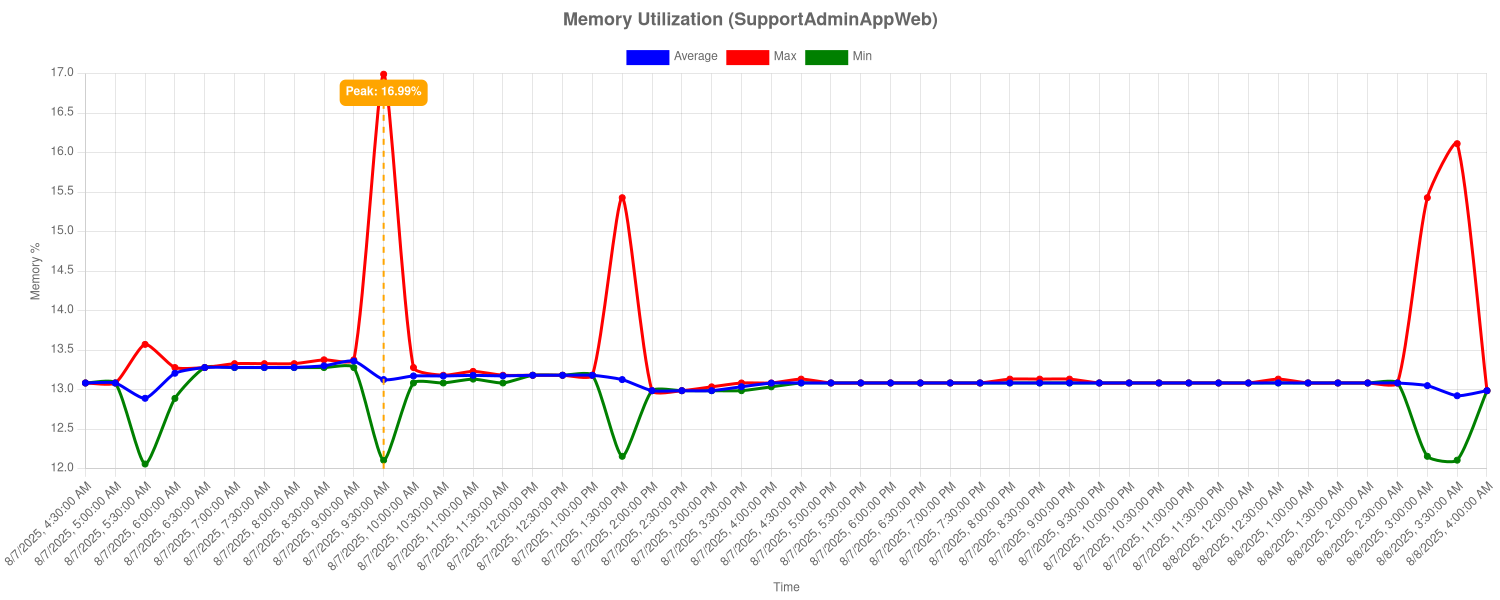 Memory Utilization (SupportAdminAppWeb)
Average Max Min
17.0
Peak: 16.99%
16.5
16.0
15.5
15.0
14.5
14.0
13.5
13.0
12.5
12.0
Memory %
8/7/2025, 4:30:00 AM
8/7/2025, 5:00:00 AM
8/7/2025, 5:30:00 AM
8/7/2025, 6:00:00 AM
8/7/2025, 6:30:00 AM
8/7/2025, 7:00:00 AM
8/7/2025, 7:30:00 AM
8/7/2025, 8:00:00 AM
8/7/2025, 8:30:00 AM
8/7/2025, 9:00:00 AM
8/7/2025, 9:30:00 AM
8/7/2025, 10:00:00 AM
8/7/2025, 10:30:00 AM
8/7/2025, 11:00:00 AM
8/7/2025, 11:30:00 AM
8/7/2025, 12:00:00 PM
8/7/2025, 12:30:00 PM
8/7/2025, 1:00:00 PM
8/7/2025, 1:30:00 PM
8/7/2025, 2:00:00 PM
8/7/2025, 2:30:00 PM
8/7/2025, 3:00:00 PM
8/7/2025, 3:30:00 PM
8/7/2025, 4:00:00 PM
8/7/2025, 4:30:00 PM
8/7/2025, 5:00:00 PM
8/7/2025, 5:30:00 PM
8/7/2025, 6:00:00 PM
8/7/2025, 6:30:00 PM
8/7/2025, 7:00:00 PM
8/7/2025, 7:30:00 PM
8/7/2025, 8:00:00 PM
8/7/2025, 8:30:00 PM
8/7/2025, 9:00:00 PM
8/7/2025, 9:30:00 PM
8/7/2025, 10:00:00 PM
8/7/2025, 10:30:00 PM
8/7/2025, 11:00:00 PM
8/7/2025, 11:30:00 PM
8/8/2025, 12:00:00 AM
8/8/2025, 12:30:00 AM
8/8/2025, 1:00:00 AM
8/8/2025, 1:30:00 AM
8/8/2025, 2:00:00 AM
8/8/2025, 2:30:00 AM
8/8/2025, 3:00:00 AM
8/8/2025, 3:30:00 AM
8/8/2025, 4:00:00 AM
Time